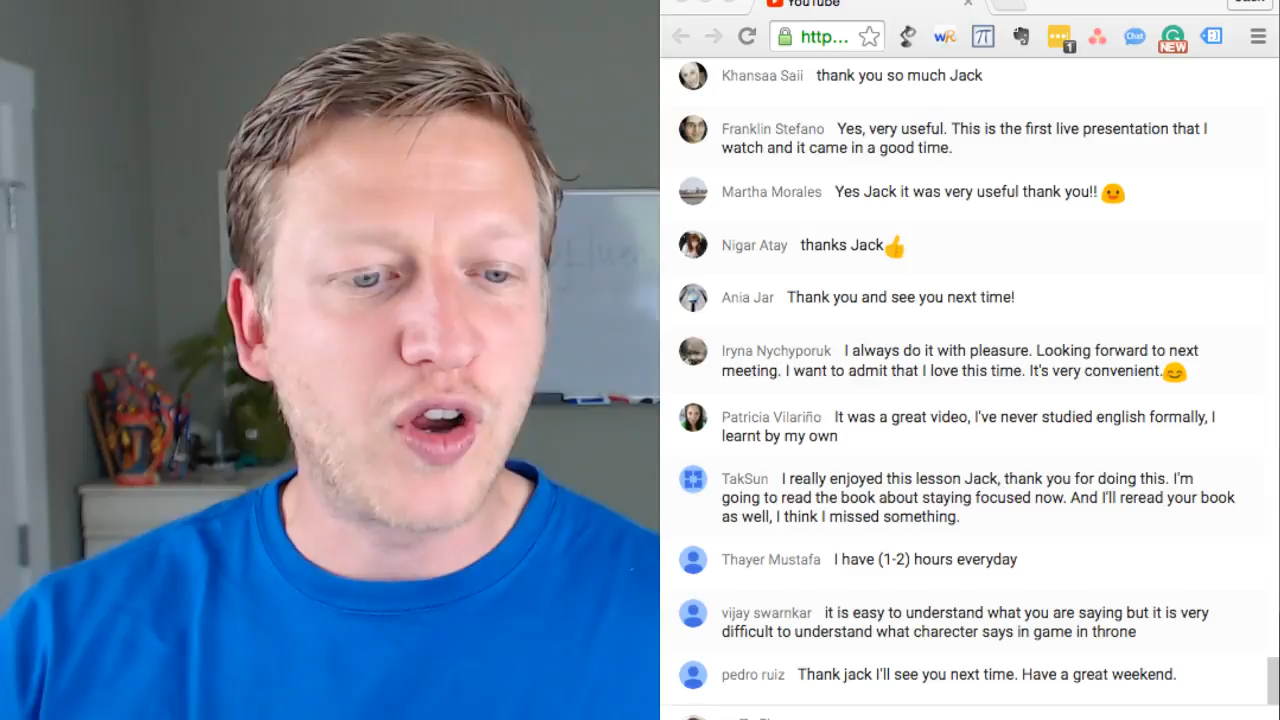 YouTube
https...
wR
π
1
Chat
NEW
Khansaa Saii thank you so much Jack
Franklin Stefano Yes, very useful. This is the first live presentation that I
watch and it came in a good time.
Martha Morales Yes Jack it was very useful thank you!!
Nigar Atay thanks Jack
Ania Jar Thank you and see you next time!
Iryna Nychyporuk I always do it with pleasure. Looking forward to next
meeting. I want to admit that I love this time. It's very convenient.
Patricia Vilariño It was a great video, I've never studied english formally, I
learnt by my own
TakSun I really enjoyed this lesson Jack, thank you for doing this. I'm
going to read the book about staying focused now. And I'll reread your book
as well, I think I missed something.
Thayer Mustafa I have (1-2) hours everyday
vijay swarnkar it is easy to understand what you are saying but it is very
difficult to understand what charecter says in game in throne
pedro ruiz Thank jack I'll see you next time. Have a great weekend.